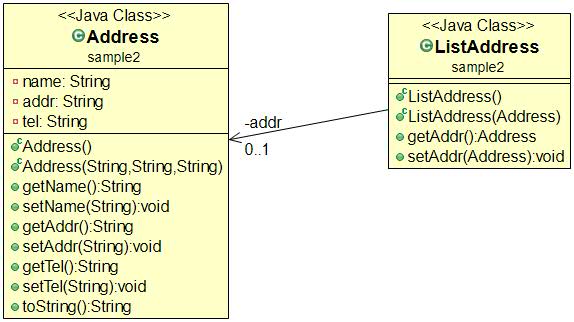 <<Java Class>>
Address
sample2
name: String
addr: String
tel: String
Address()
Address(String,String,String)
getName():String
setName(String):void
getAddr():String
setAddr(String):void
getTel():String
setTel(String):void
toString():String
-addr
0..1
<<Java Class>>
ListAddress
sample2
ListAddress()
ListAddress(Address)
getAddr():Address
setAddr(Address):void